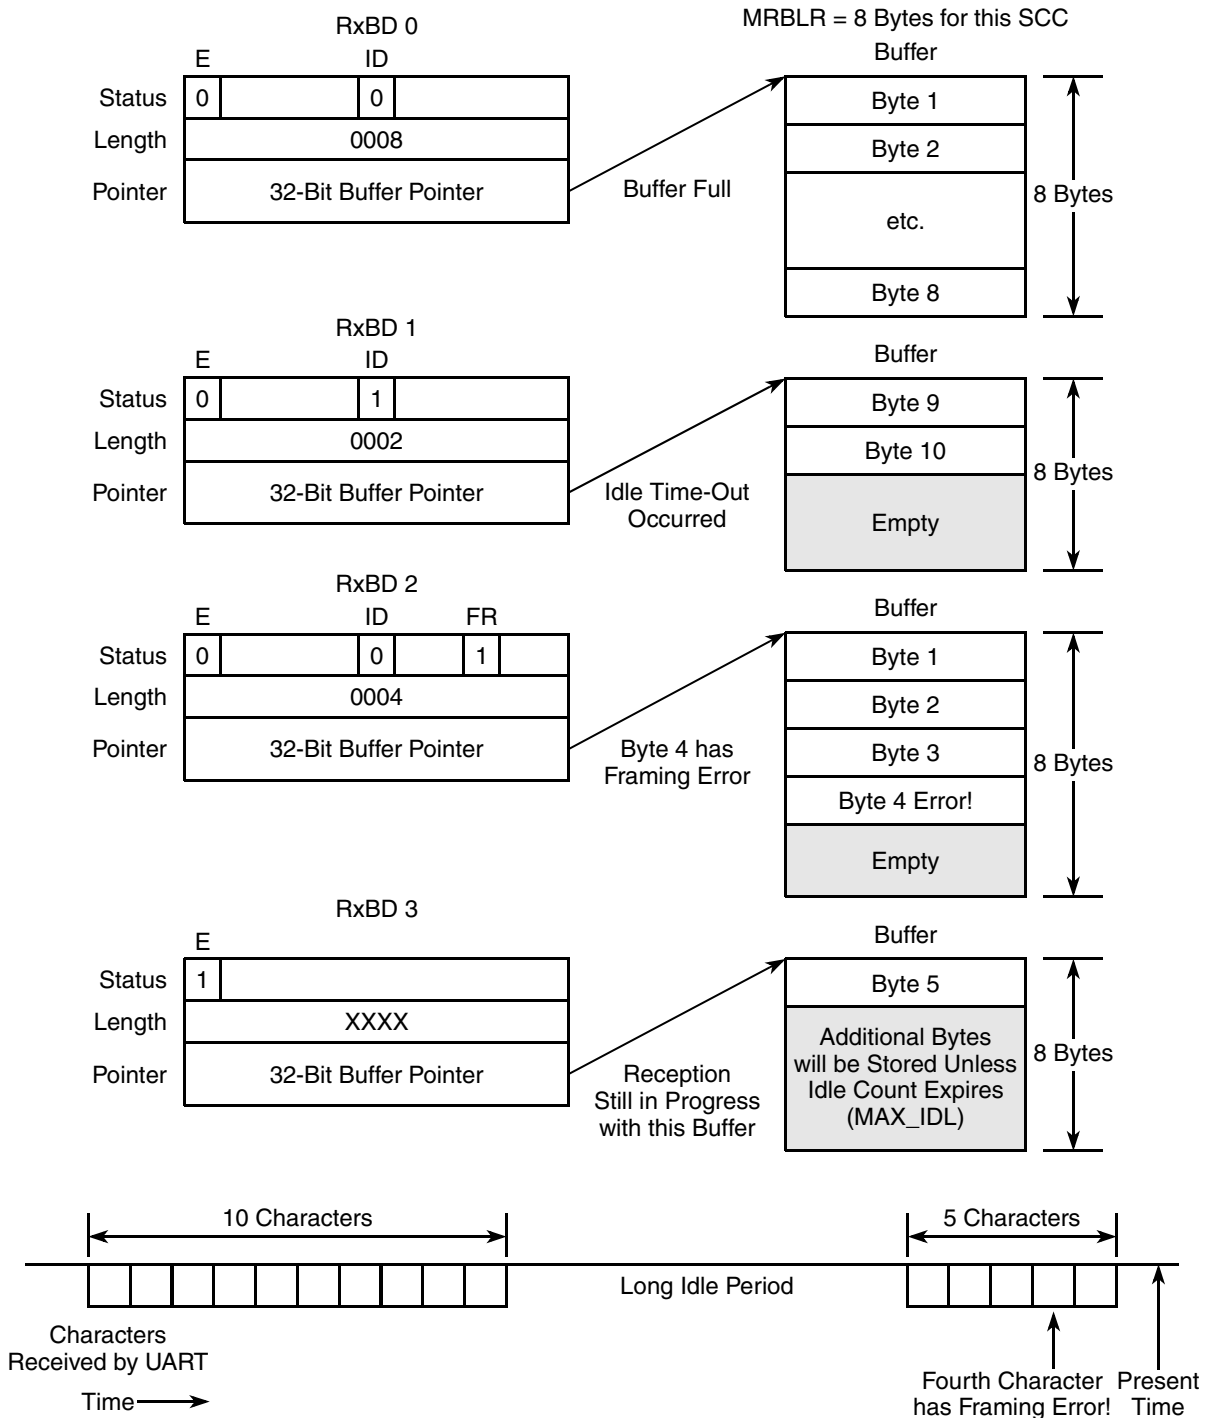 MRBLR = 8 Bytes for this SCC
RxBD 0
Buffer
E ID
Status 0 0
Length 0008
Pointer 32-Bit Buffer Pointer
Buffer Full
Byte 1
Byte 2
etc.
Byte 8
8 Bytes
RxBD 1
Buffer
E ID
Status 0 1
Length 0002
Pointer 32-Bit Buffer Pointer
Idle Time-Out
Occurred
Byte 9
Byte 10
Empty
8 Bytes
RxBD 2
Buffer
E ID FR
Status 0 0 1
Length 0004
Pointer 32-Bit Buffer Pointer
Byte 4 has
Framing Error
Byte 1
Byte 2
Byte 3
Byte 4 Error!
Empty
8 Bytes
RxBD 3
Buffer
E
Status 1
Length XXXX
Pointer 32-Bit Buffer Pointer
Reception
Still in Progress
with this Buffer
Byte 5
Additional Bytes
will be Stored Unless
Idle Count Expires
(MAX_IDL)
8 Bytes
10 Characters
5 Characters
Long Idle Period
Characters
Received by UART
Time
Fourth Character
has Framing Error!
Present
Time